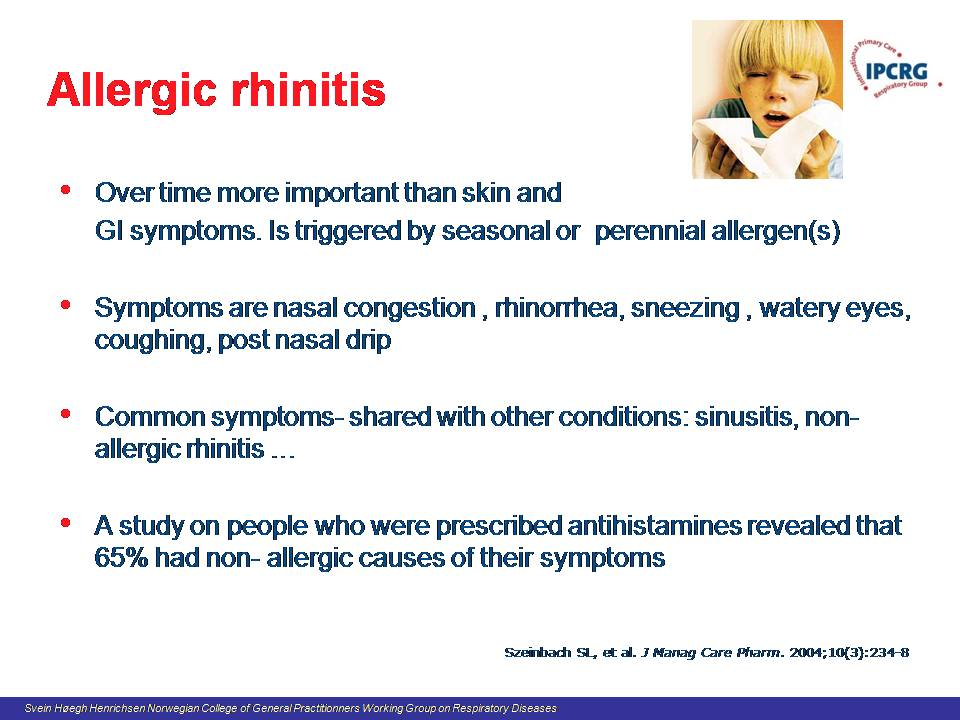 Allergic rhinitis
International Primary Care
IPCRG
Respiratory Group
• Over time more important than skin and
GI symptoms. Is triggered by seasonal or perennial allergen(s)
• Symptoms are nasal congestion , rhinorrhea, sneezing , watery eyes,
coughing, post nasal drip
• Common symptoms- shared with other conditions: sinusitis, non-
allergic rhinitis ...
• A study on people who were prescribed antihistamines revealed that
65% had non- allergic causes of their symptoms
Szeinbach SL, et al. J Manag Care Pharm. 2004;10(3):234-8
Svein Høegh Henrichsen Norwegian College of General Practitionners Working Group on Respiratory Diseases